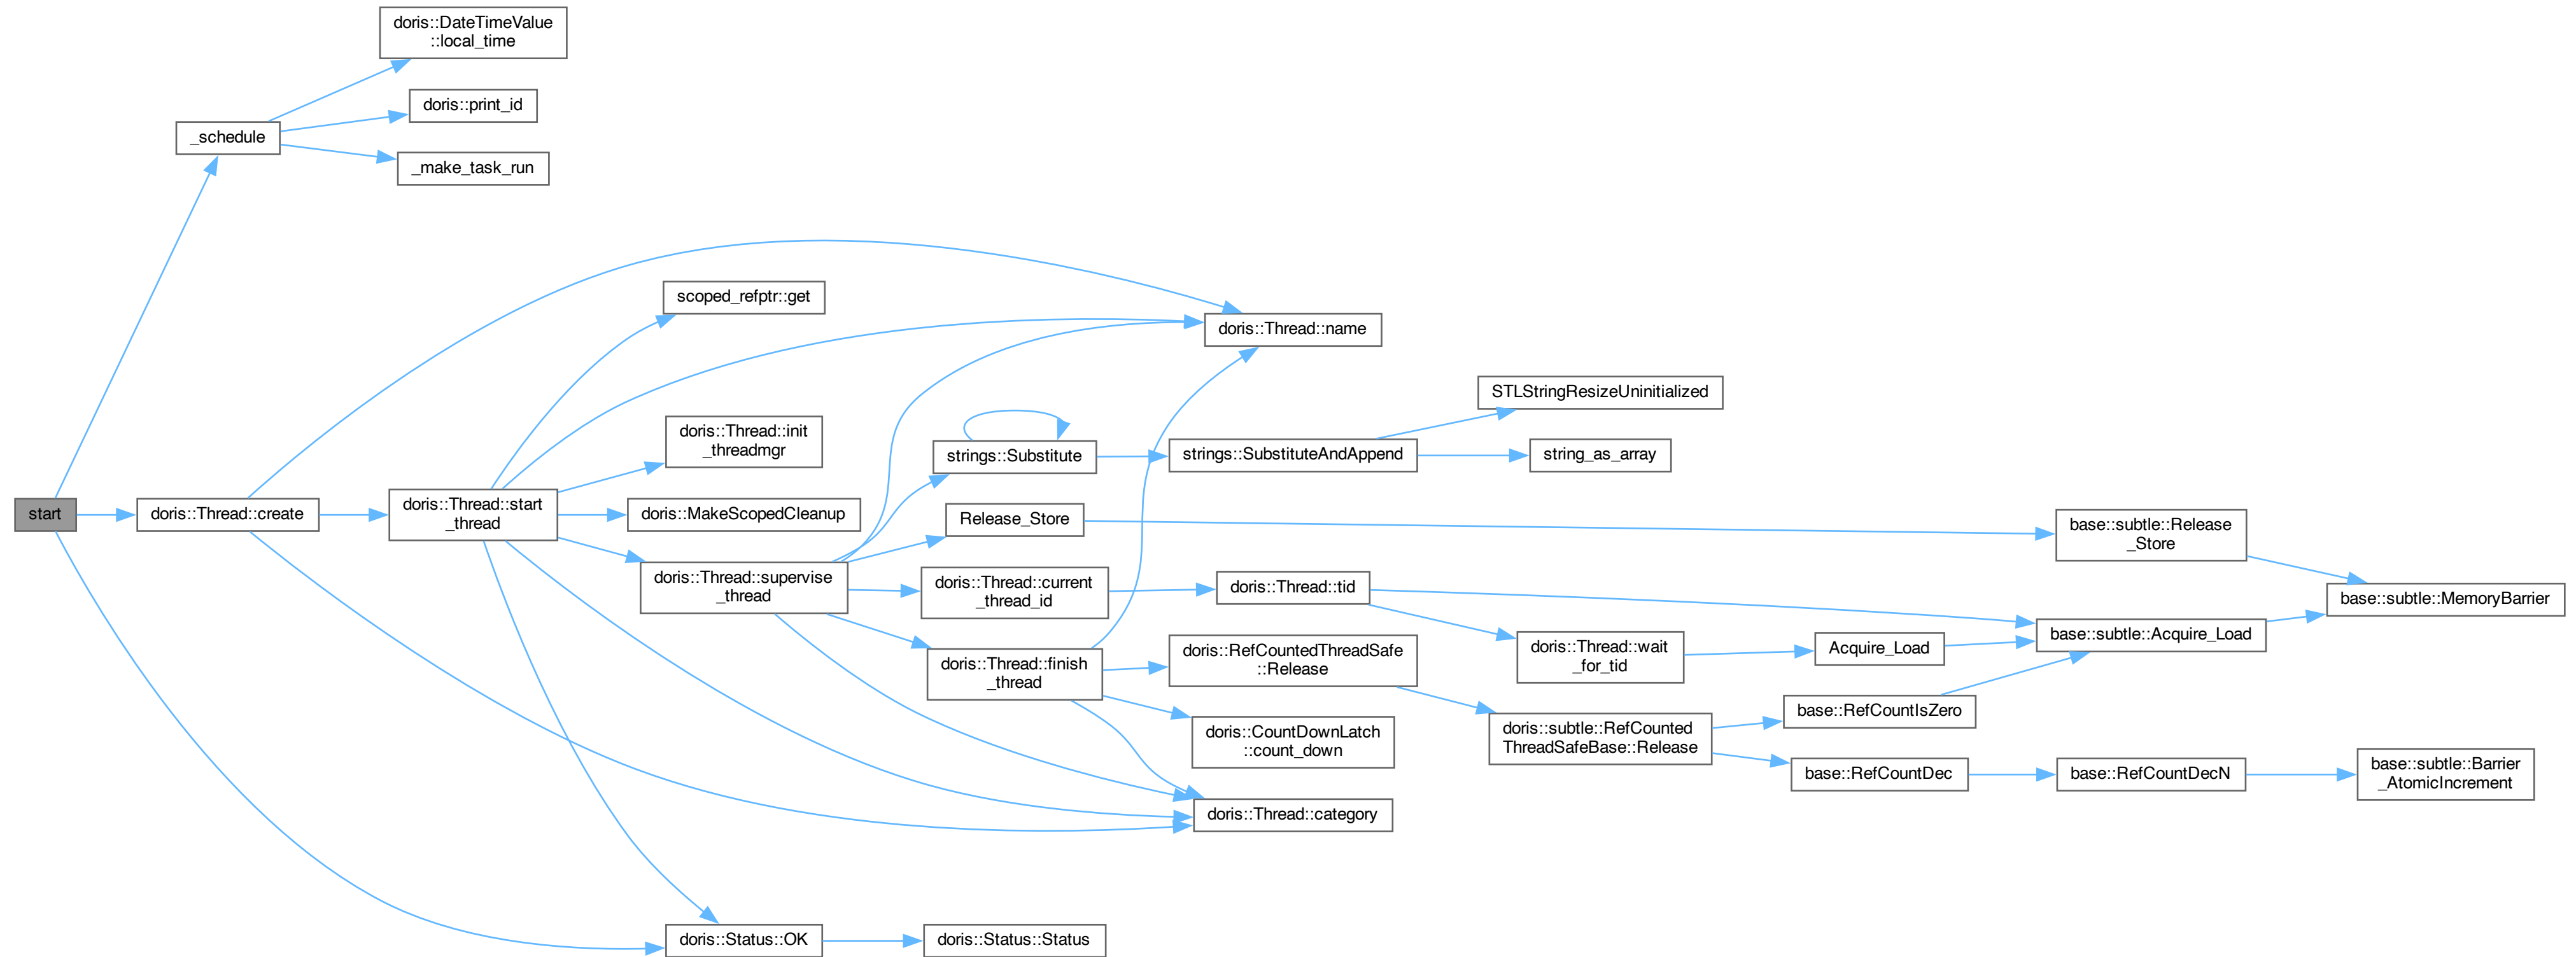 doris::DateTimeValue
::local_time
doris::print_id
_schedule
_make_task_run
scoped_refptr::get
doris::Thread::name
doris::Thread::init
_threadmgr
STLStringResizeUninitialized
strings::Substitute
strings::SubstituteAndAppend
string_as_array
start
doris::Thread::create
doris::Thread::start
_thread
doris::MakeScopedCleanup
Release_Store
base::subtle::Release
_Store
doris::Thread::supervise
_thread
doris::Thread::current
_thread_id
doris::Thread::tid
base::subtle::MemoryBarrier
doris::Thread::finish
_thread
doris::RefCountedThreadSafe
::Release
doris::Thread::wait
_for_tid
Acquire_Load
base::subtle::Acquire_Load
doris::CountDownLatch
::count_down
doris::subtle::RefCounted
ThreadSafeBase::Release
base::RefCountIsZero
base::RefCountDec
base::RefCountDecN
base::subtle::Barrier
_AtomicIncrement
doris::Thread::category
doris::Status::OK
doris::Status::Status